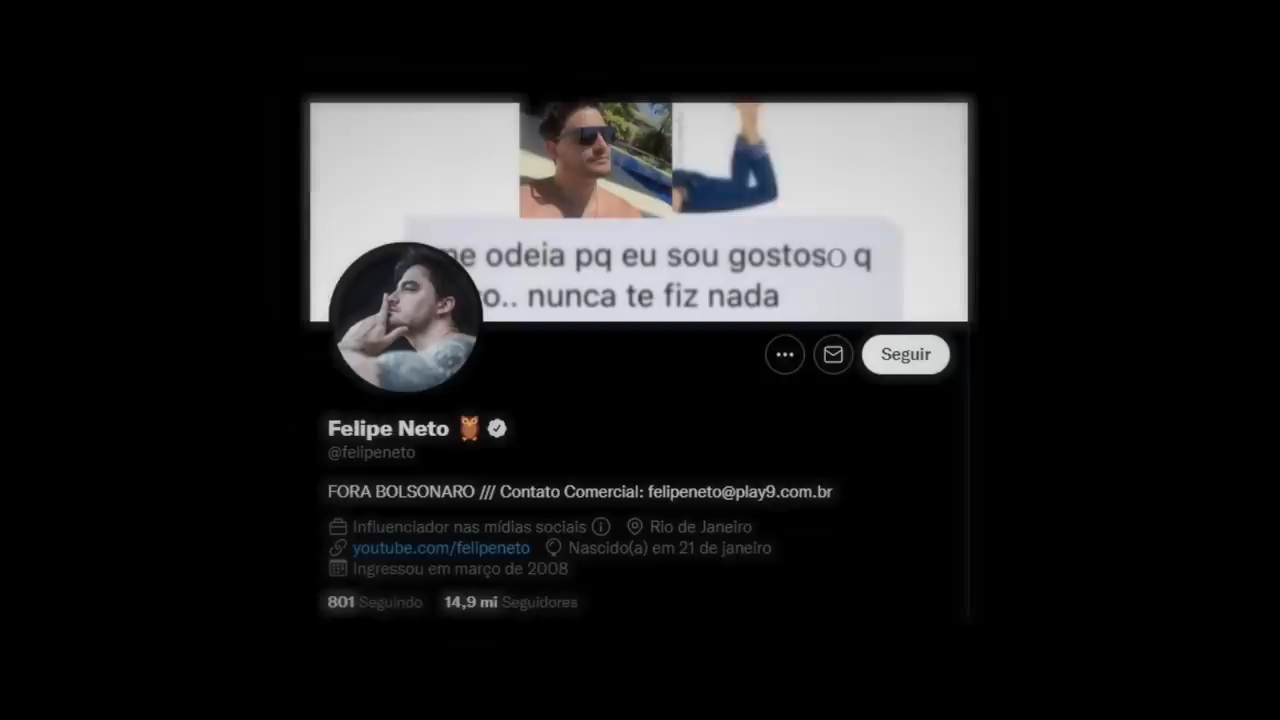 odeia pq eu sou gostoso q
nunca te fiz nada
Seguir
Felipe Neto
@felipeneto
FORA BOLSONARO /// Contato Comercial: felipeneto@play9.com.br
Influenciador nas mídias sociais Rio de Janeiro
youtube.com/felipeneto Nascido(a) em 21 de janeiro
Ingressou em março de 2008
801 Seguindo 14,9 mi Seguidores